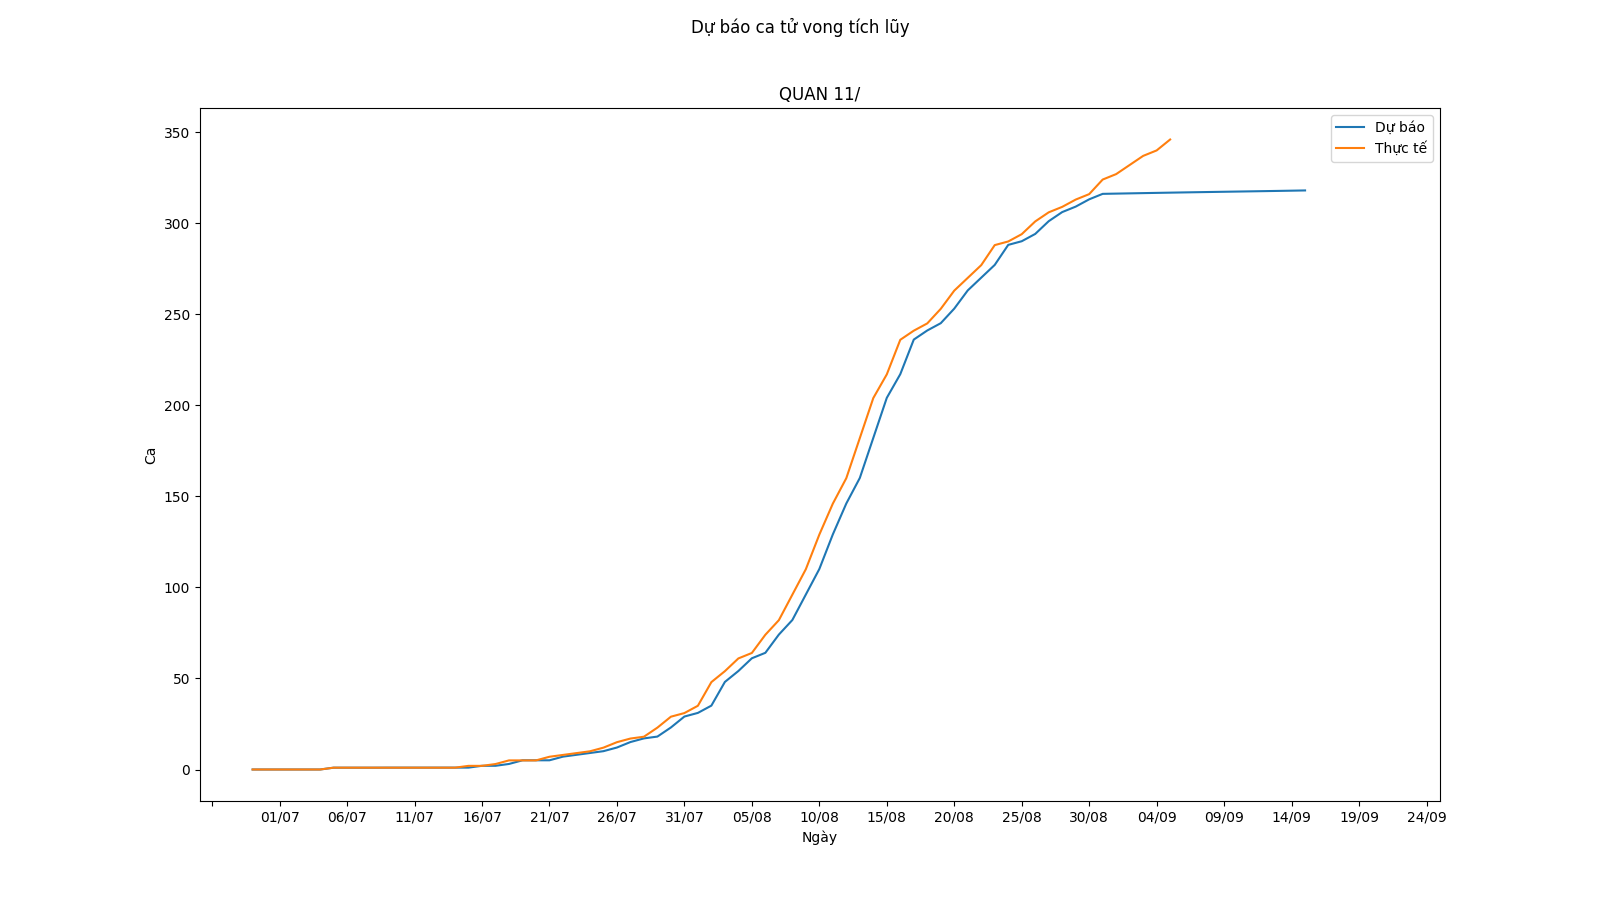 Dự báo ca tử vong tích lũy
QUAN 11/
Dự báo
Thực tế
350
300
250
200
150
100
50
0
Ca
01/07 06/07 11/07 16/07 21/07 26/07 31/07 05/08 10/08 15/08 20/08 25/08 30/08 04/09 09/09 14/09 19/09 24/09
Ngày